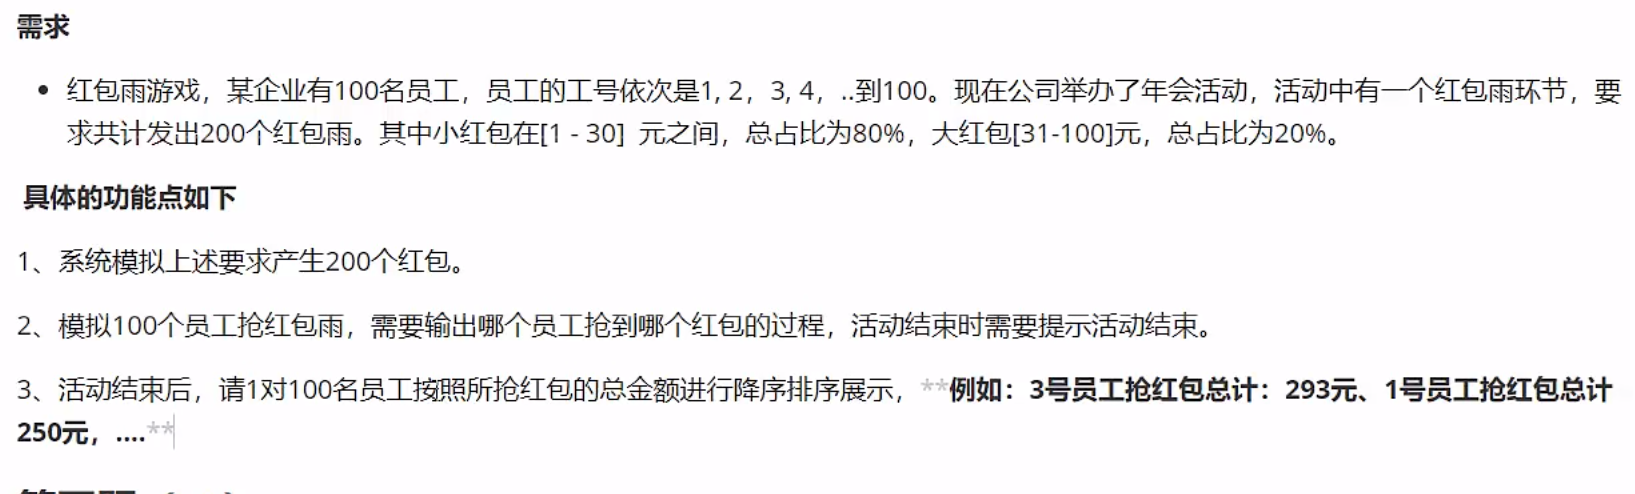 需求
红包雨游戏，某企业有100名员工，员工的工号依次是1, 2，3, 4，..到100。现在公司举办了年会活动，活动中有一个红包雨环节，要
求共计发出200个红包雨。其中小红包在[1 - 30] 元之间，总占比为80%，大红包[31-100]元，总占比为20%。
具体的功能点如下
1、系统模拟上述要求产生200个红包。
2、模拟100个员工抢红包雨，需要输出哪个员工抢到哪个红包的过程，活动结束时需要提示活动结束。
3、活动结束后，请1对100名员工按照所抢红包的总金额进行降序排序展示，**例如：3号员工抢红包总计：293元、1号员工抢红包总计
250元，....**